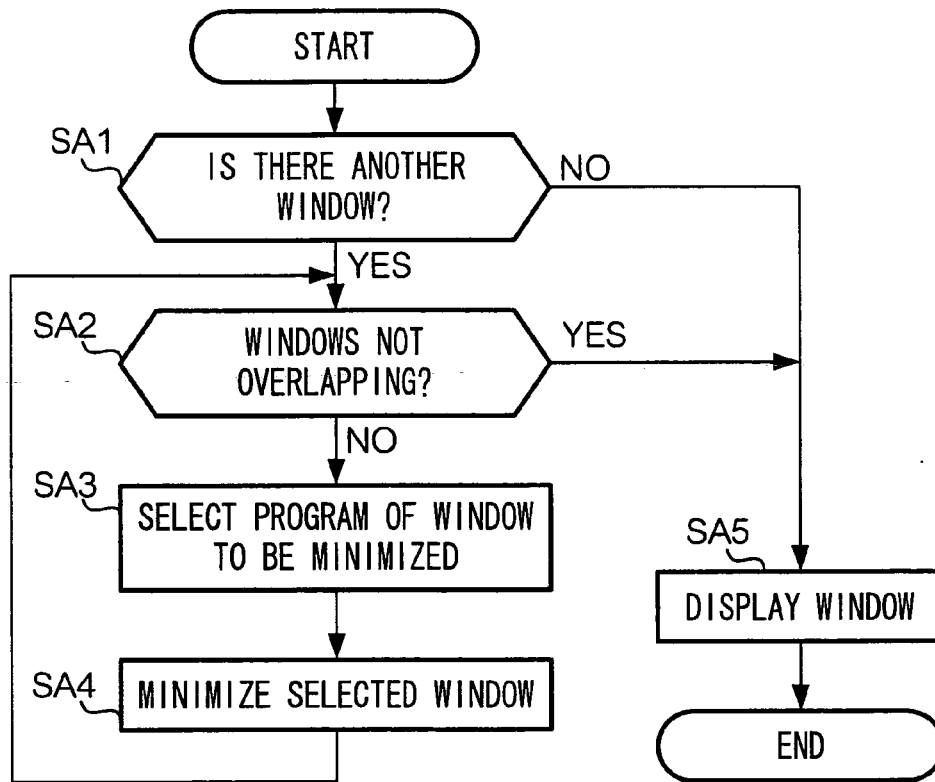 START
SA1
IS THERE ANOTHER
WINDOW?
NO
YES
SA2
WINDOWS NOT
OVERLAPPING?
YES
NO
SA3
SELECT PROGRAM OF WINDOW
TO BE MINIMIZED
SA4
MINIMIZE SELECTED WINDOW
SA5
DISPLAY WINDOW
END